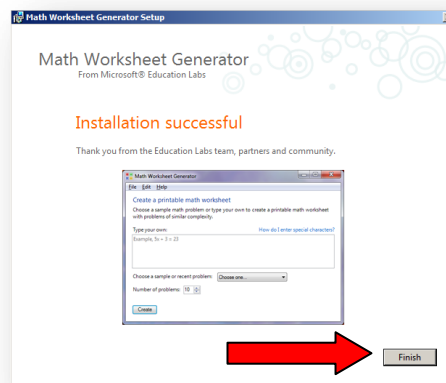 Math Worksheet Generator Setup
Math Worksheet Generator
From Microsoft® Education Labs
Installation successful
Thank you from the Education Labs team, partners and community.
Math Worksheet Generator
File Edit Help
Create a printable math worksheet
Choose a sample math problem or type your own to create a printable math worksheet
with problems of similar complexity.
Type your own: How do I enter special characters?
Example, 5x + 3 = 23
Choose a sample or recent problem: Choose one...
Number of problems: 10
Create
Finish